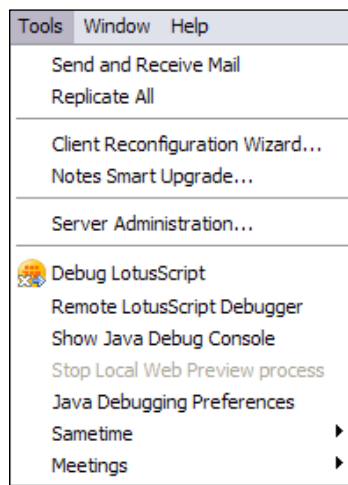 Tools Window Help
Send and Receive Mail
Replicate All
Client Reconfiguration Wizard...
Notes Smart Upgrade...
Server Administration...
Debug LotusScript
Remote LotusScript Debugger
Show Java Debug Console
Stop Local Web Preview process
Java Debugging Preferences
Sametime
Meetings